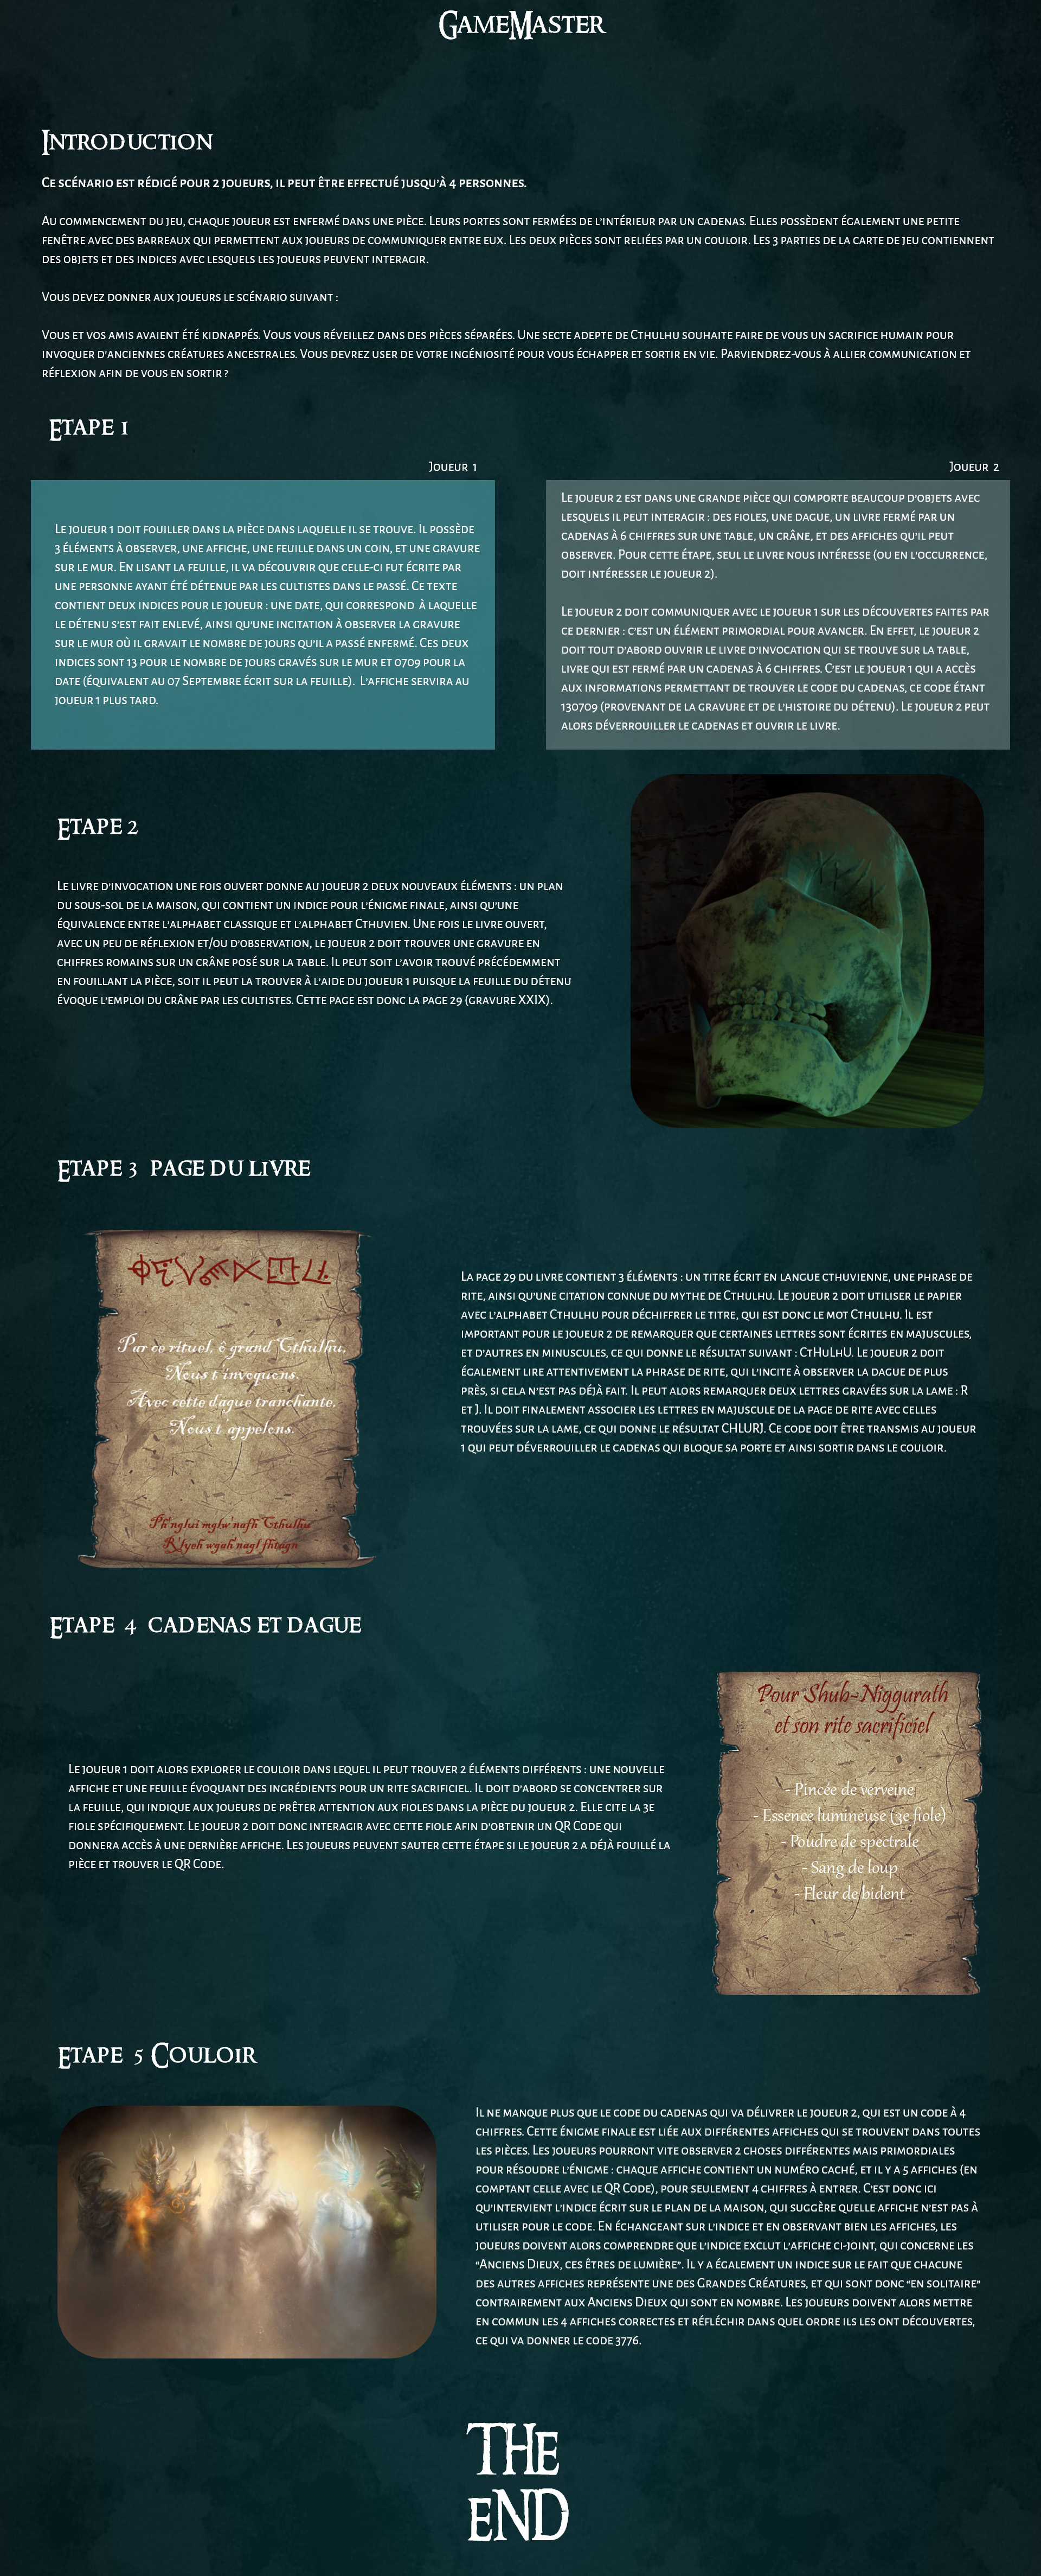 GameMaster
Introduction
Ce scénario est rédigé pour 2 joueurs, il peut être effectué jusqu'à 4 personnes.
Au commencement du jeu, chaque joueur est enfermé dans une pièce. Leurs portes sont fermées de l'intérieur par un cadenas. Elles possèdent également une petite
fenêtre avec des barreaux qui permettent aux joueurs de communiquer entre eux. Les deux pièces sont reliées par un couloir. Les 3 parties de la carte de jeu contiennent
des objets et des indices avec lesquels les joueurs peuvent interagir.
Vous devez donner aux joueurs le scénario suivant :
Vous et vos amis avaient été kidnappés. Vous vous réveillez dans des pièces séparées. Une secte adepte de Cthulhu souhaite faire de vous un sacrifice humain pour
invoquer d'anciennes créatures ancestrales. Vous devrez user de votre ingéniosité pour vous échapper et sortir en vie. Parviendrez-vous à allier communication et
réflexion afin de vous en sortir ?
Etape 1
Joueur 1
Le joueur 1 doit fouiller dans la pièce dans laquelle il se trouve. Il possède
3 éléments à observer, une affiche, une feuille dans un coin, et une gravure
sur le mur. En lisant la feuille, il va découvrir que celle-ci fut écrite par
une personne ayant été détenue par les cultistes dans le passé. Ce texte
contient deux indices pour le joueur : une date, qui correspond à laquelle
le détenu s'est fait enlevé, ainsi qu'une incitation à observer la gravure
sur le mur où il gravait le nombre de jours qu'il a passé enfermé. Ces deux
indices sont 13 pour le nombre de jours gravés sur le mur et 0709 pour la
date (équivalent au 07 Septembre écrit sur la feuille). L'affiche servira au
joueur 1 plus tard.
Joueur 2
Le joueur 2 est dans une grande pièce qui comporte beaucoup d'objets avec
lesquels il peut interagir : des fioles, une dague, un livre fermé par un
cadenas à 6 chiffres sur une table, un crâne, et des affiches qu'il peut
observer. Pour cette étape, seul le livre nous intéresse (ou en l'occurrence,
doit intéresser le joueur 2).
Le joueur 2 doit communiquer avec le joueur 1 sur les découvertes faites par
ce dernier : c'est un élément primordial pour avancer. En effet, le joueur 2
doit tout d'abord ouvrir le livre d'invocation qui se trouve sur la table,
livre qui est fermé par un cadenas à 6 chiffres. C'est le joueur 1 qui a accès
aux informations permettant de trouver le code du cadenas, ce code étant
130709 (provenant de la gravure et de l'histoire du détenu). Le joueur 2 peut
alors déverrouiller le cadenas et ouvrir le livre.
Etape 2
Le livre d'invocation une fois ouvert donne au joueur 2 deux nouveaux éléments : un plan
du sous-sol de la maison, qui contient un indice pour l'énigme finale, ainsi qu'une
équivalence entre l'alphabet classique et l'alphabet Cthuvien. Une fois le livre ouvert,
avec un peu de réflexion et/ou d'observation, le joueur 2 doit trouver une gravure en
chiffres romains sur un crâne posé sur la table. Il peut soit l'avoir trouvé précédemment
en fouillant la pièce, soit il peut la trouver à l'aide du joueur 1 puisque la feuille du détenu
évoque l'emploi du crâne par les cultistes. Cette page est donc la page 29 (gravure XXIX).
Etape 3 page du livre
Par ce rituel, ô grand Cthulhu,
Nous t'invoquons.
Avec cette dague tranchante,
Nous t'appelons.
Ph'nglui mglw'nafh Cthulhu
R'lyeh wgah'nagl fhtagn
La page 29 du livre contient 3 éléments : un titre écrit en langue cthuvienne, une phrase de
rite, ainsi qu'une citation connue du mythe de Cthulhu. Le joueur 2 doit utiliser le papier
avec l'alphabet Cthulhu pour déchiffrer le titre, qui est donc le mot Cthulhu. Il est
important pour le joueur 2 de remarquer que certaines lettres sont écrites en majuscules,
et d'autres en minuscules, ce qui donne le résultat suivant : CtHuLhU. Le joueur 2 doit
également lire attentivement la phrase de rite, qui l'incite à observer la dague de plus
près, si cela n'est pas déjà fait. Il peut alors remarquer deux lettres gravées sur la lame : R
et J. Il doit finalement associer les lettres en majuscule de la page de rite avec celles
trouvées sur la lame, ce qui donne le résultat CHLURJ. Ce code doit être transmis au joueur
1 qui peut déverrouiller le cadenas qui bloque sa porte et ainsi sortir dans le couloir.
Etape 4 cadenas et dague
Le joueur 1 doit alors explorer le couloir dans lequel il peut trouver 2 éléments différents : une nouvelle
affiche et une feuille évoquant des ingrédients pour un rite sacrificiel. Il doit d'abord se concentrer sur
la feuille, qui indique aux joueurs de prêter attention aux fioles dans la pièce du joueur 2. Elle cite la 3e
fiole spécifiquement. Le joueur 2 doit donc interagir avec cette fiole afin d'obtenir un QR Code qui
donnera accès à une dernière affiche. Les joueurs peuvent sauter cette étape si le joueur 2 a déjà fouillé la
pièce et trouver le QR Code.
Pour Shub-Niggurath
et son rite sacrificiel
- Pincée de verveine
- Essence lumineuse (3e fiole)
- Poudre de spectrale
- Sang de loup
- Fleur de bident
Etape 5 Couloir
Il ne manque plus que le code du cadenas qui va délivrer le joueur 2, qui est un code à 4
chiffres. Cette énigme finale est liée aux différentes affiches qui se trouvent dans toutes
les pièces. Les joueurs pourront vite observer 2 choses différentes mais primordiales
pour résoudre l'énigme : chaque affiche contient un numéro caché, et il y a 5 affiches (en
comptant celle avec le QR Code), pour seulement 4 chiffres à entrer. C'est donc ici
qu'intervient l'indice écrit sur le plan de la maison, qui suggère quelle affiche n'est pas à
utiliser pour le code. En échangeant sur l'indice et en observant bien les affiches, les
joueurs doivent alors comprendre que l'indice exclut l'affiche ci-joint, qui concerne les
"Anciens Dieux, ces êtres de lumière". Il y a également un indice sur le fait que chacune
des autres affiches représente une des Grandes Créatures, et qui sont donc "en solitaire"
contrairement aux Anciens Dieux qui sont en nombre. Les joueurs doivent alors mettre
en commun les 4 affiches correctes et réfléchir dans quel ordre ils les ont découvertes,
ce qui va donner le code 3776.
The
eND